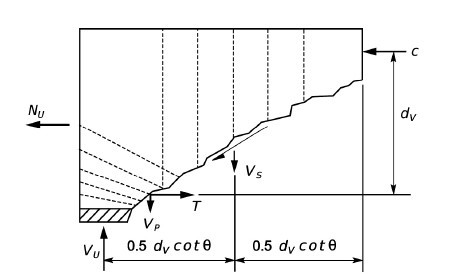 c
N_U
d_V
V_S
T
V_P
V_U
0.5 d_V cot θ
0.5 d_V cot θ